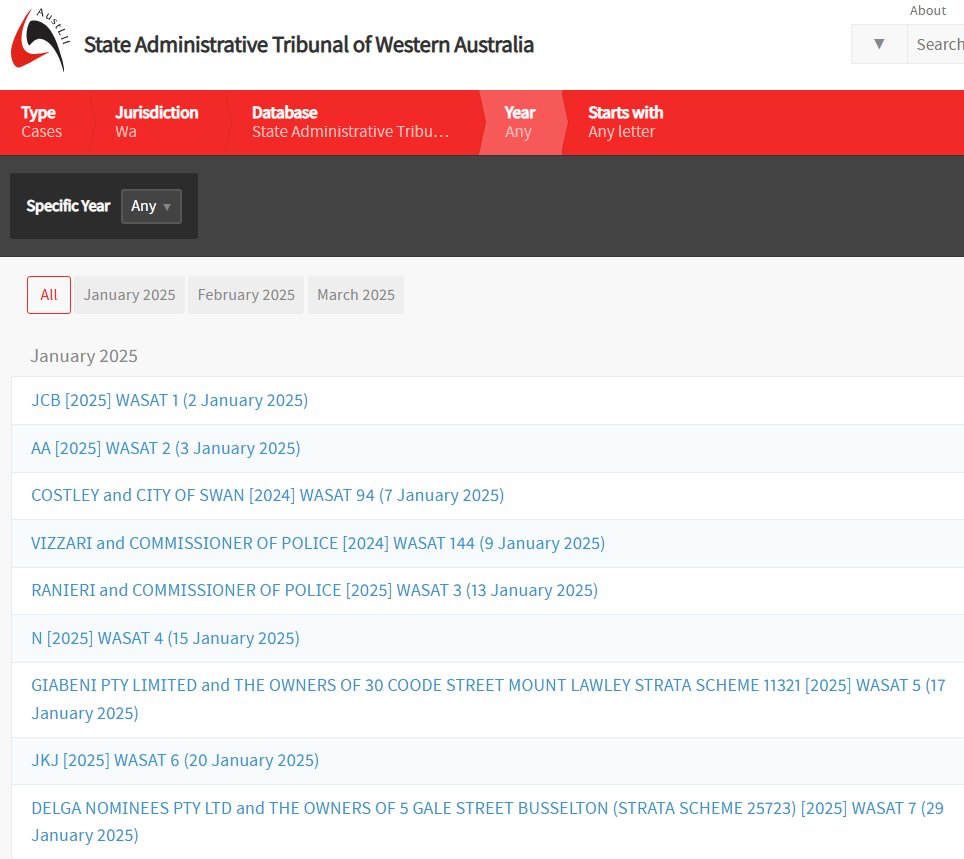 AustLII
State Administrative Tribunal of Western Australia
About
▼
Search
Type
Cases
Jurisdiction
Wa
Database
State Administrative Tribu…
Year
Any
Starts with
Any letter
Specific Year
Any ▼
All
January 2025
February 2025
March 2025
January 2025
JCB [2025] WASAT 1 (2 January 2025)
AA [2025] WASAT 2 (3 January 2025)
COSTLEY and CITY OF SWAN [2024] WASAT 94 (7 January 2025)
VIZZARI and COMMISSIONER OF POLICE [2024] WASAT 144 (9 January 2025)
RANIERI and COMMISSIONER OF POLICE [2025] WASAT 3 (13 January 2025)
N [2025] WASAT 4 (15 January 2025)
GIABENI PTY LIMITED and THE OWNERS OF 30 COODE STREET MOUNT LAWLEY STRATA SCHEME 11321 [2025] WASAT 5 (17
January 2025)
JKJ [2025] WASAT 6 (20 January 2025)
DELGA NOMINEES PTY LTD and THE OWNERS OF 5 GALE STREET BUSSELTON (STRATA SCHEME 25723) [2025] WASAT 7 (29
January 2025)